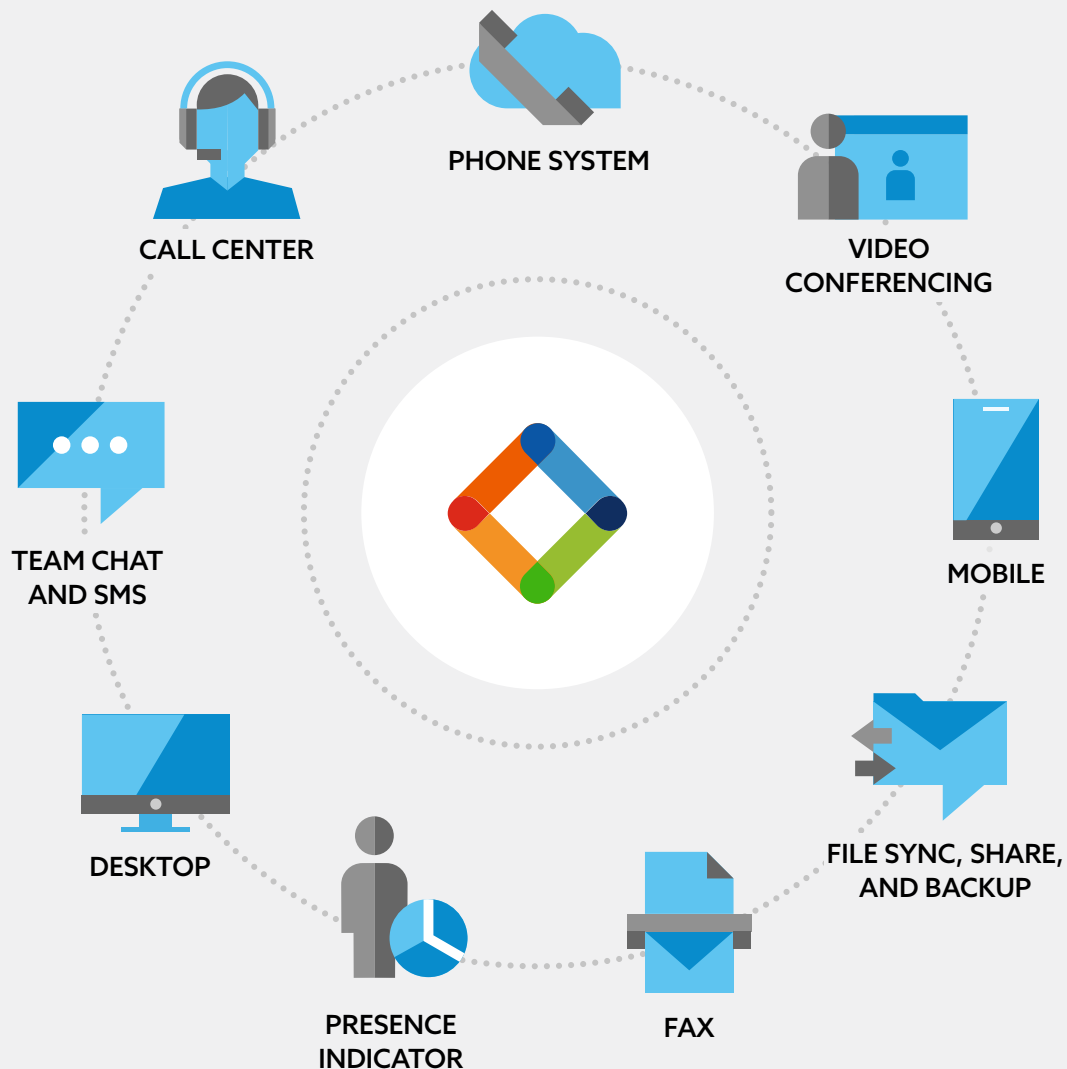 PHONE SYSTEM
CALL CENTER
VIDEO
CONFERENCING
TEAM CHAT
AND SMS
MOBILE
DESKTOP
FILE SYNC, SHARE,
AND BACKUP
PRESENCE
INDICATOR
FAX